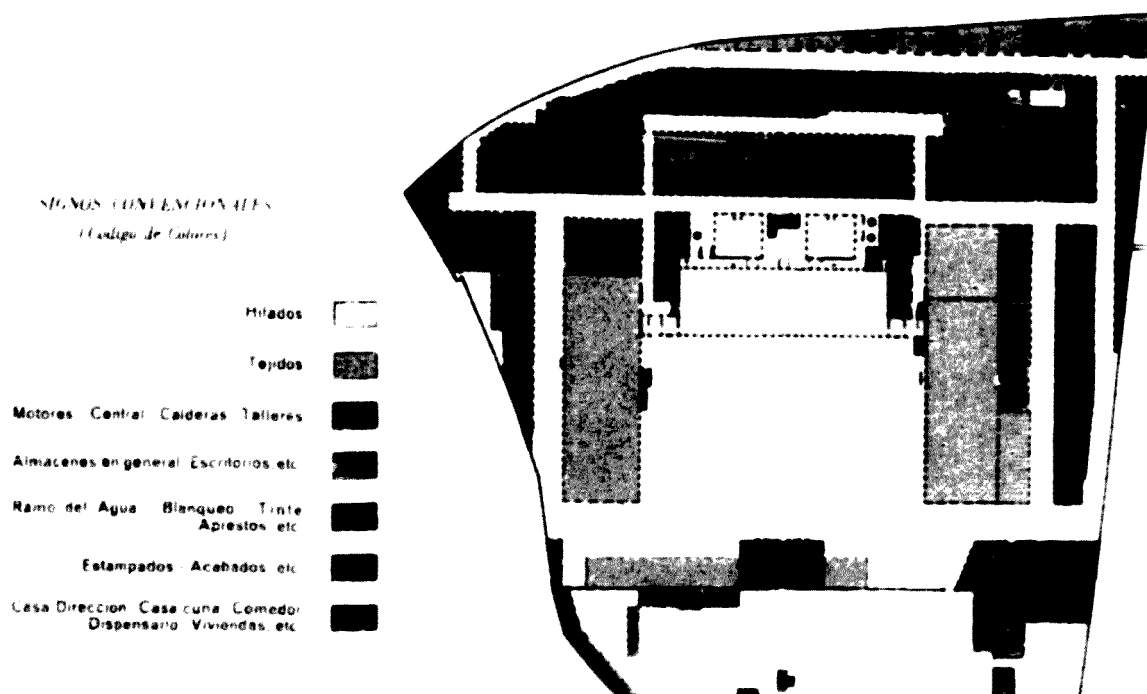 SIGNOS CONVENCIONALES
(Codigo de Colores)
Hilados
Tejidos
Motores Central Calderas Talleres
Almacenes en general Escritorios etc
Ramo del Agua Blanqueo Tinte
Aprestos etc
Estampados Acabados etc
Casa Direccion Casa cuna Comedor
Dispensario Viviendas etc